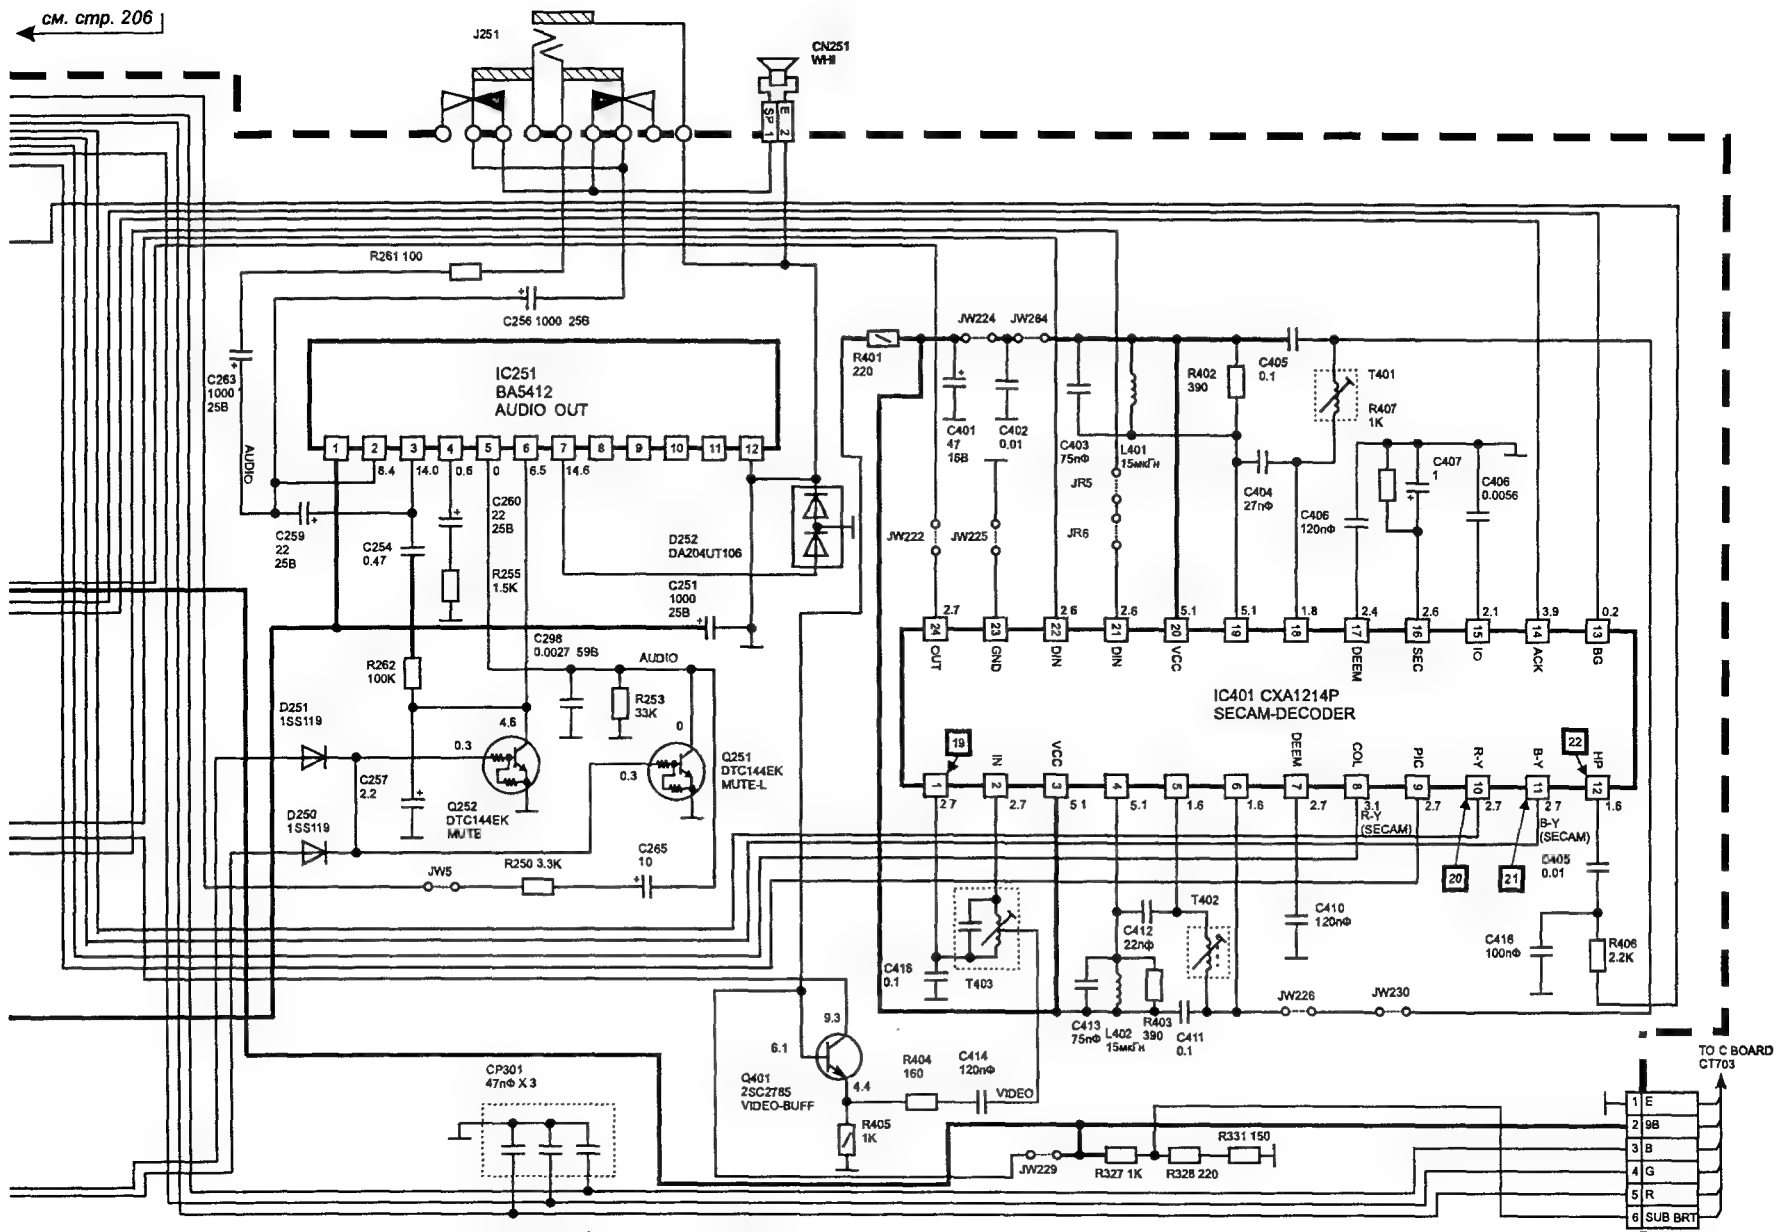 см. стр. 206
J251
CN251
WHI
SP 1
E 2
R261 100
C256 1000 25В
C263
1000
25В
AUDIO
IC251
BA5412
AUDIO OUT
1 2 3 4 5 6 7 8 9 10 11 12
8.4 14.0 0.6 0 6.5 14.6
C259
22
25В
C254
0.47
C260
22
25В
R255
1.5K
D252
DA204UT106
C251
1000
25В
C298
0.0027 59В
AUDIO
R262
100K
R253
33K
D251
1SS119
0.3
4.6
0
0.3
C257
2.2
Q252
DTC144EK
MUTE
Q251
DTC144EK
MUTE-L
D250
1SS119
JW5
R250 3.3K
C265
10
R401
220
JW224
JW264
C401
47
16В
C402
0,01
C403
75пФ
L401
15мкГн
R402
390
C405
0.1
T401
R407
1K
C404
27пФ
C406
120пФ
C407
1
C406
0.0056
JW222
JW225
JR5
JR6
2.7 2.6 2.6 5.1 5.1 1.8 2.4 2.6 2.1 3.9 0.2
24 23 22 21 20 19 18 17 16 15 14 13
OUT GND DIN DIN VCC DEEM SEC IO ACK BG
IC401 CXA1214P
SECAM-DECODER
19
22
IN VCC DEEM COL PIC R-Y B-Y HP
1 2 3 4 5 6 7 8 9 10 11 12
2.7 2.7 5.1 5.1 1.6 1.6 2.7 3.1 2.7 2.7 2.7 1.6
R-Y
(SECAM)
B-Y
(SECAM)
20
21
D405
0.01
C416
0.1
T403
C412
22пф
T402
C410
120пФ
C416
100пФ
R406
2.2K
C413
75пФ
L402
15мкГн
R403
390
C411
0.1
JW226
JW230
9.3
6.1
4.4
Q401
2SC2785
VIDEO-BUFF
R404
160
C414
120пФ
VIDEO
R405
1K
CP301
47пФ X 3
JW229
R327 1K
R328 220
R331 150
TO C BOARD
CT703
1 E
2 9В
3 B
4 G
5 R
6 SUB BRT